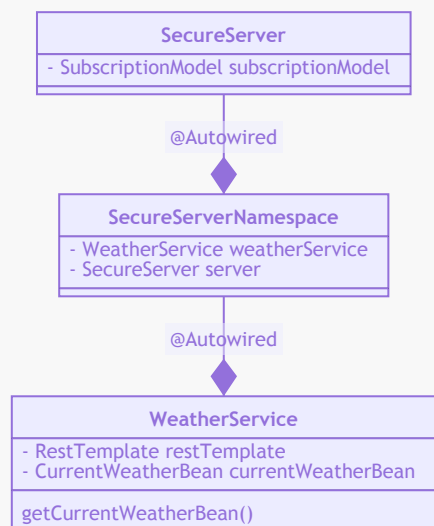 SecureServer
- SubscriptionModel subscriptionModel
@Autowired
SecureServerNamespace
- WeatherService weatherService
- SecureServer server
@Autowired
WeatherService
- RestTemplate restTemplate
- CurrentWeatherBean currentWeatherBean
getCurrentWeatherBean()